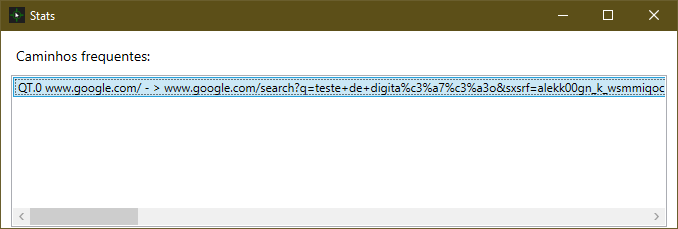 Stats
Caminhos frequentes:
QT.0 www.google.com/ - > www.google.com/search?q=teste+de+digita%c3%a7%c3%a3o&sxsrf=alekk00gn_k_wsmmiqoc